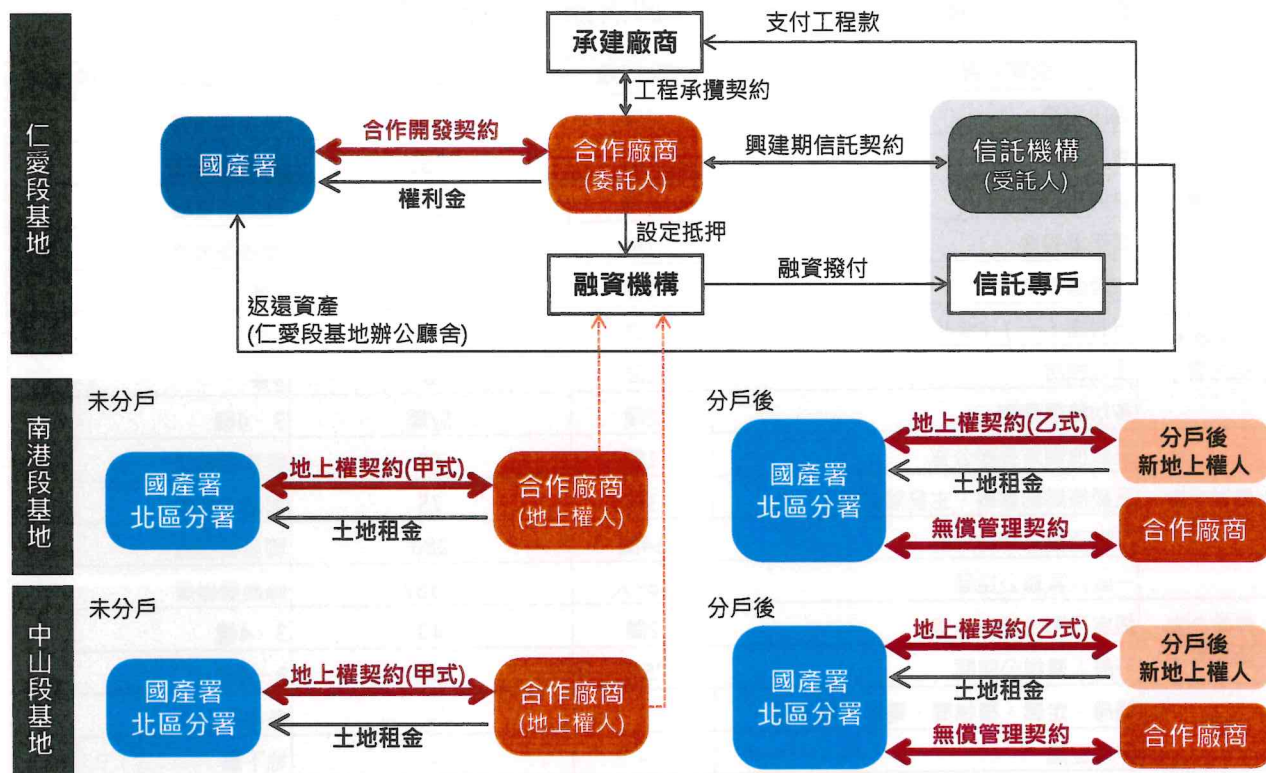 仁愛段基地
承建廠商
支付工程款
工程承攬契約
國產署
合作開發契約
權利金
合作廠商
(委託人)
興建期信託契約
信託機構
(受託人)
設定抵押
融資機構
融資撥付
信託專戶
返還資產
(仁愛段基地辦公廳舍)
南港段基地
未分戶
國產署
北區分署
地上權契約(甲式)
土地租金
合作廠商
(地上權人)
分戶後
國產署
北區分署
地上權契約(乙式)
土地租金
分戶後
新地上權人
無償管理契約
合作廠商
中山段基地
未分戶
國產署
北區分署
地上權契約(甲式)
土地租金
合作廠商
(地上權人)
分戶後
國產署
北區分署
地上權契約(乙式)
土地租金
分戶後
新地上權人
無償管理契約
合作廠商